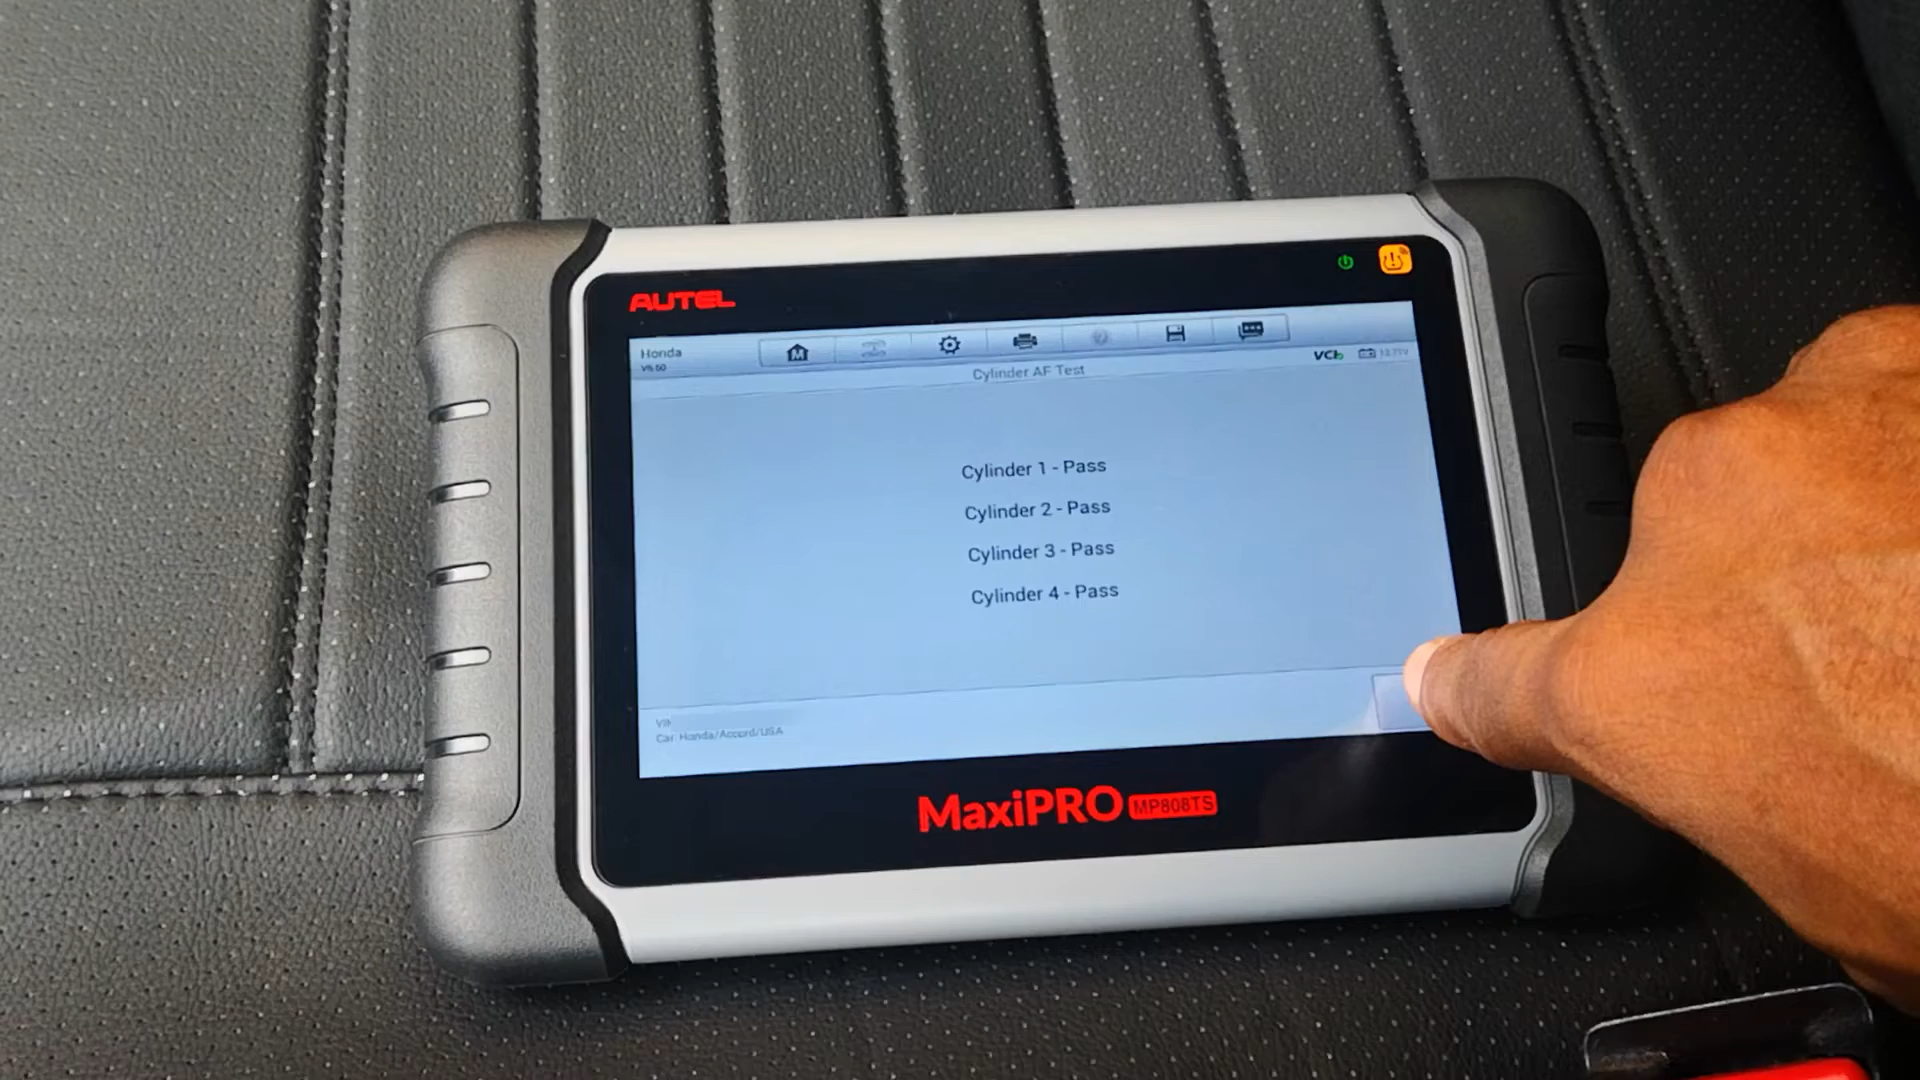 AUTEL
Honda
VCI
Cylinder AF Test
Cylinder 1 - Pass
Cylinder 2 - Pass
Cylinder 3 - Pass
Cylinder 4 - Pass
Car: Honda/Accord/USA
MaxiPRO MP808TS